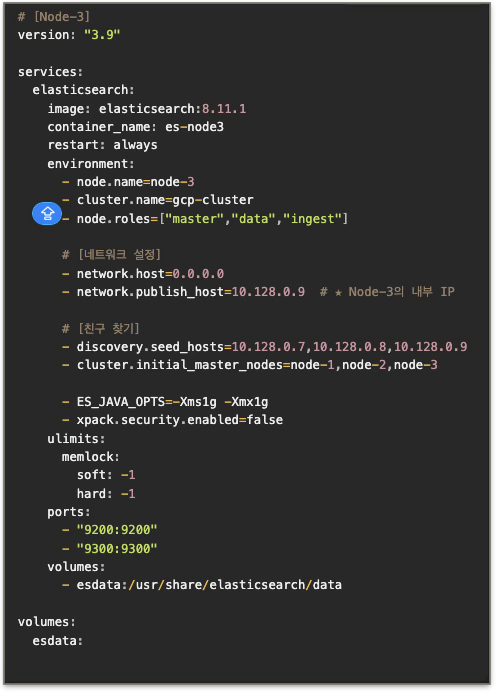 # [Node-3]
version: "3.9"
services:
elasticsearch:
image: elasticsearch:8.11.1
container_name: es-node3
restart: always
environment:
- node.name=node-3
- cluster.name=gcp-cluster
- node.roles=["master","data","ingest"]
# [네트워크 설정]
- network.host=0.0.0.0
- network.publish_host=10.128.0.9  # ★ Node-3의 내부 IP
# [친구 찾기]
- discovery.seed_hosts=10.128.0.7,10.128.0.8,10.128.0.9
- cluster.initial_master_nodes=node-1,node-2,node-3
- ES_JAVA_OPTS=-Xms1g -Xmx1g
- xpack.security.enabled=false
ulimits:
memlock:
soft: -1
hard: -1
ports:
- "9200:9200"
- "9300:9300"
volumes:
- esdata:/usr/share/elasticsearch/data
volumes:
esdata: